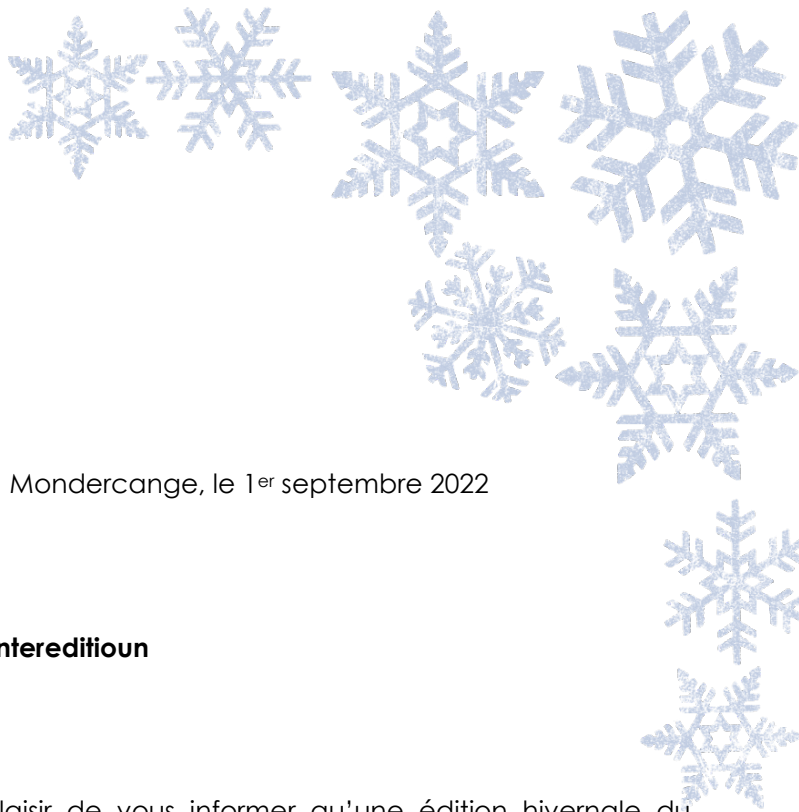 Mondercange, le 1er septembre 2022
ntereditioun
laisir de vous informer qu'une édition hivernale du